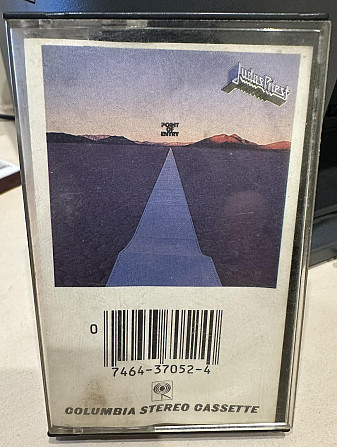 Judas Priest
POINT
OF
ENTRY
0
7464-37052-4
COLUMBIA STEREO CASSETTE